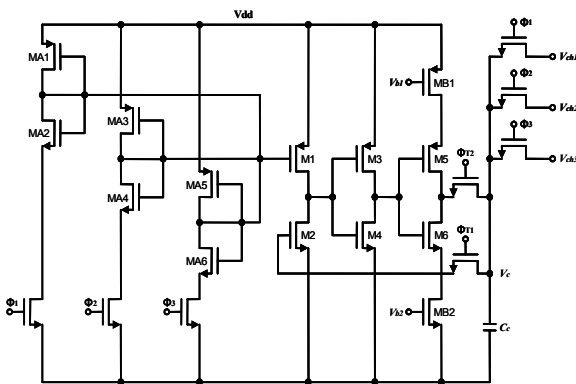 Vdd
Φ1
MA1
Vch1
Φ2
Vb1
MB1
MA2
MA3
Vch2
Φ3
M1
M3
M5
ΦT2
Vch3
MA4
MA5
M2
M4
M6
ΦT1
MA6
Vc
Φ1
Φ2
Φ3
Vb2
MB2
Cc